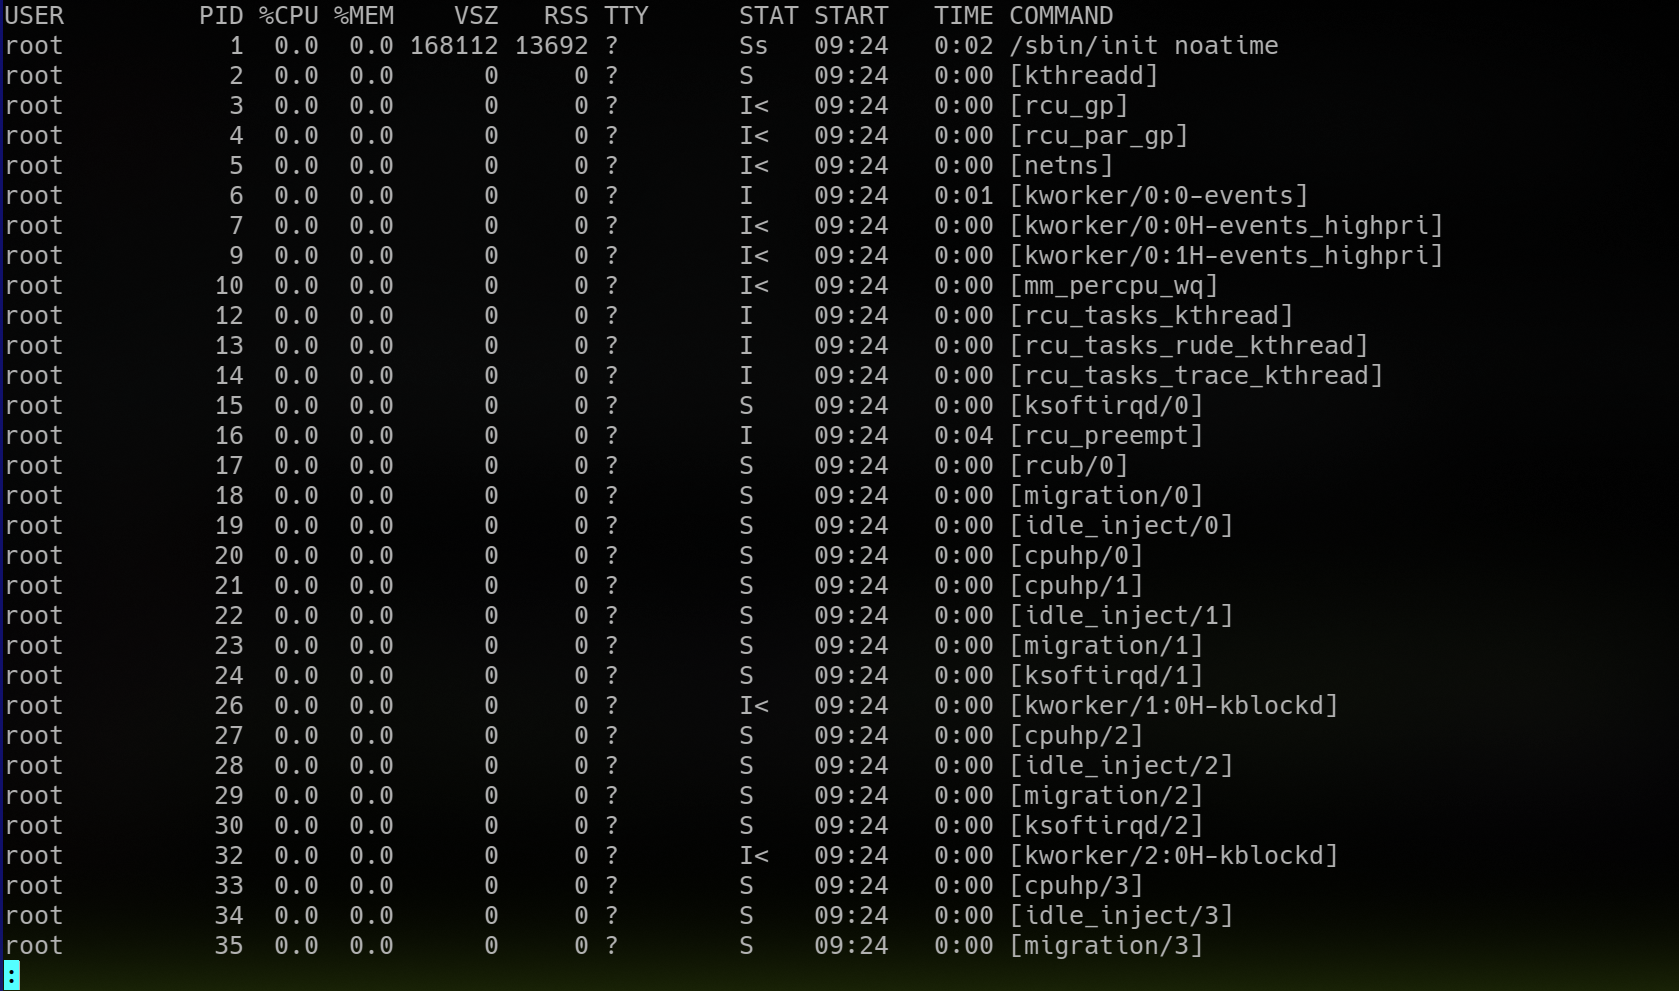 USER         PID %CPU %MEM    VSZ   RSS TTY      STAT START   TIME COMMAND
root           1  0.0  0.0 168112 13692 ?        Ss   09:24   0:02 /sbin/init noatime
root           2  0.0  0.0      0     0 ?        S    09:24   0:00 [kthreadd]
root           3  0.0  0.0      0     0 ?        I<   09:24   0:00 [rcu_gp]
root           4  0.0  0.0      0     0 ?        I<   09:24   0:00 [rcu_par_gp]
root           5  0.0  0.0      0     0 ?        I<   09:24   0:00 [netns]
root           6  0.0  0.0      0     0 ?        I    09:24   0:01 [kworker/0:0-events]
root           7  0.0  0.0      0     0 ?        I<   09:24   0:00 [kworker/0:0H-events_highpri]
root           9  0.0  0.0      0     0 ?        I<   09:24   0:00 [kworker/0:1H-events_highpri]
root          10  0.0  0.0      0     0 ?        I<   09:24   0:00 [mm_percpu_wq]
root          12  0.0  0.0      0     0 ?        I    09:24   0:00 [rcu_tasks_kthread]
root          13  0.0  0.0      0     0 ?        I    09:24   0:00 [rcu_tasks_rude_kthread]
root          14  0.0  0.0      0     0 ?        I    09:24   0:00 [rcu_tasks_trace_kthread]
root          15  0.0  0.0      0     0 ?        S    09:24   0:00 [ksoftirqd/0]
root          16  0.0  0.0      0     0 ?        I    09:24   0:04 [rcu_preempt]
root          17  0.0  0.0      0     0 ?        S    09:24   0:00 [rcub/0]
root          18  0.0  0.0      0     0 ?        S    09:24   0:00 [migration/0]
root          19  0.0  0.0      0     0 ?        S    09:24   0:00 [idle_inject/0]
root          20  0.0  0.0      0     0 ?        S    09:24   0:00 [cpuhp/0]
root          21  0.0  0.0      0     0 ?        S    09:24   0:00 [cpuhp/1]
root          22  0.0  0.0      0     0 ?        S    09:24   0:00 [idle_inject/1]
root          23  0.0  0.0      0     0 ?        S    09:24   0:00 [migration/1]
root          24  0.0  0.0      0     0 ?        S    09:24   0:00 [ksoftirqd/1]
root          26  0.0  0.0      0     0 ?        I<   09:24   0:00 [kworker/1:0H-kblockd]
root          27  0.0  0.0      0     0 ?        S    09:24   0:00 [cpuhp/2]
root          28  0.0  0.0      0     0 ?        S    09:24   0:00 [idle_inject/2]
root          29  0.0  0.0      0     0 ?        S    09:24   0:00 [migration/2]
root          30  0.0  0.0      0     0 ?        S    09:24   0:00 [ksoftirqd/2]
root          32  0.0  0.0      0     0 ?        I<   09:24   0:00 [kworker/2:0H-kblockd]
root          33  0.0  0.0      0     0 ?        S    09:24   0:00 [cpuhp/3]
root          34  0.0  0.0      0     0 ?        S    09:24   0:00 [idle_inject/3]
root          35  0.0  0.0      0     0 ?        S    09:24   0:00 [migration/3]
: